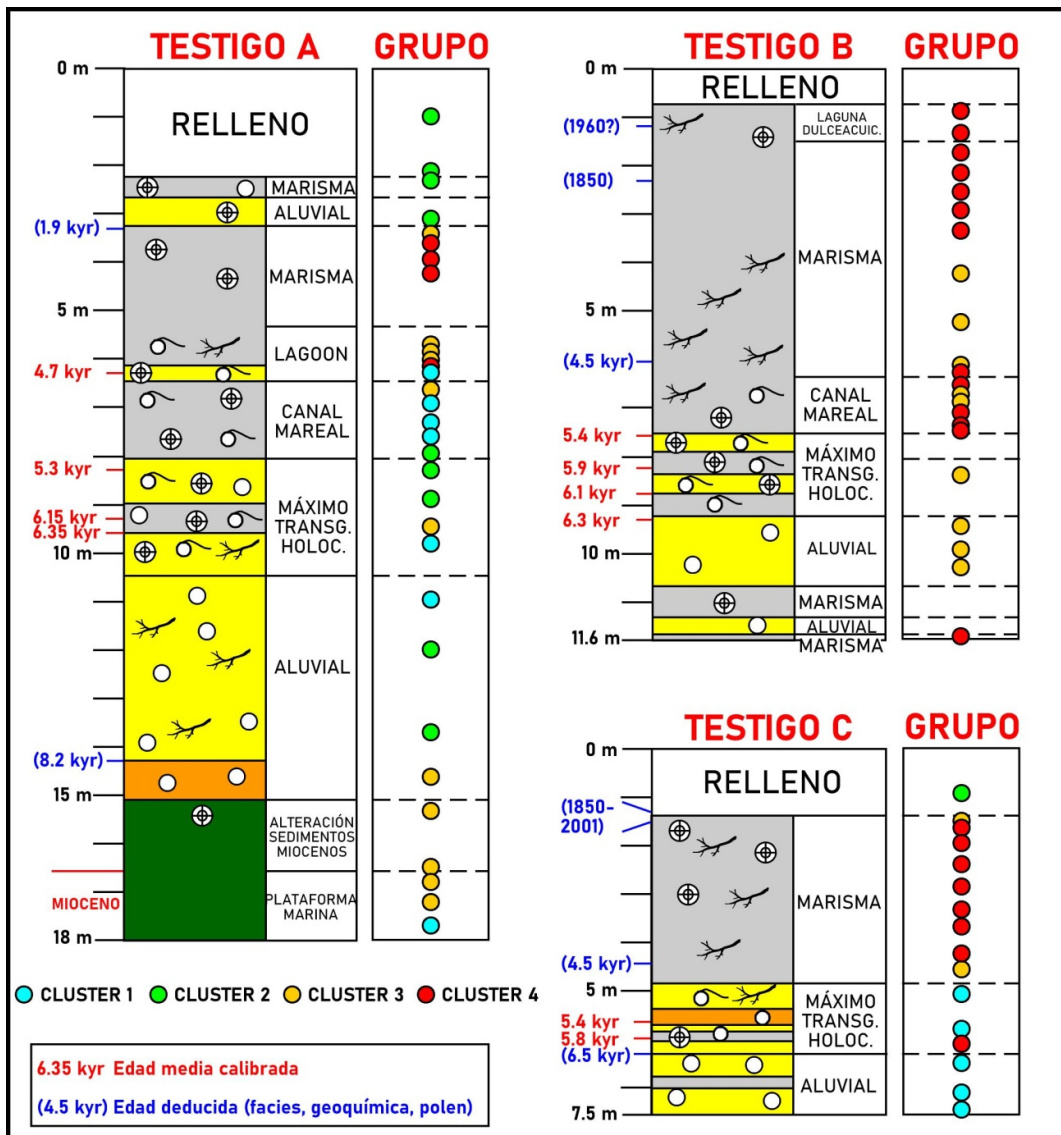 TESTIGO A
GRUPO
0 m
RELLENO
MARISMA
ALUVIAL
(1.9 kyr)
MARISMA
5 m
LAGOON
4.7 kyr
CANAL
MAREAL
5.3 kyr
MÁXIMO
TRANSG.
HOLOC.
6.15 kyr
6.35 kyr
10 m
ALUVIAL
(8.2 kyr)
15 m
ALTERACIÓN
SEDIMENTOS
MIOCENOS
MIOCENO
PLATAFORMA
MARINA
18 m
TESTIGO B
GRUPO
0 m
RELLENO
(1960?)
LAGUNA
DULCEACUIC.
(1850)
MARISMA
5 m
(4.5 kyr)
CANAL
MAREAL
5.4 kyr
5.9 kyr
6.1 kyr
MÁXIMO
TRANSG.
HOLOC.
6.3 kyr
10 m
ALUVIAL
MARISMA
ALUVIAL
11.6 m
MARISMA
TESTIGO C
GRUPO
0 m
RELLENO
(1850-
2001)
MARISMA
(4.5 kyr)
5 m
MÁXIMO
TRANSG.
HOLOC.
5.4 kyr
5.8 kyr
(6.5 kyr)
ALUVIAL
7.5 m
CLUSTER 1 CLUSTER 2 CLUSTER 3 CLUSTER 4
6.35 kyr Edad media calibrada
(4.5 kyr) Edad deducida (facies, geoquímica, polen)